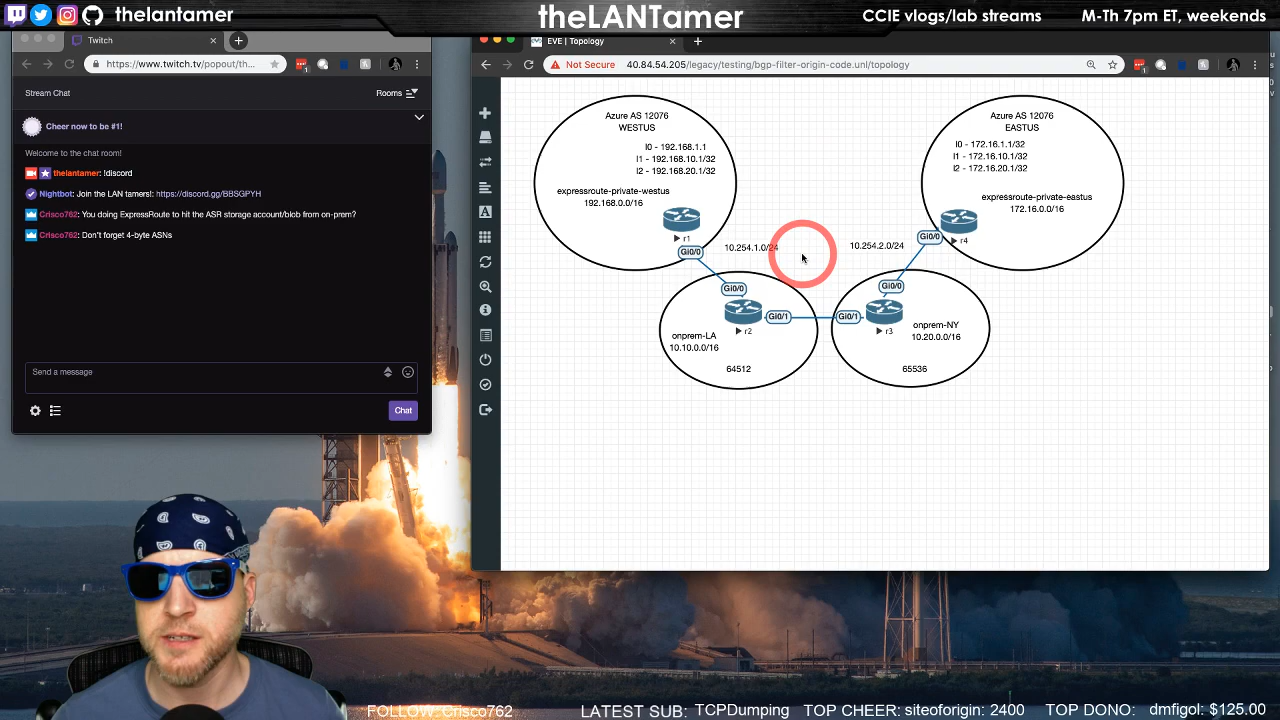 thelantamer
theLANTamer
CCIE vlogs/lab streams
M-Th 7pm ET, weekends
Twitch
https://www.twitch.tv/popout/th...
Stream Chat
Rooms
Cheer now to be #1!
Welcome to the chat room!
thelantamer: !discord
Nightbot: Join the LAN tamers!: https://discord.gg/BBSGPYH
Crisco762: You doing ExpressRoute to hit the ASR storage account/blob from on-prem?
Crisco762: Don't forget 4-byte ASNs
Send a message
Chat
EVE | Topology
Not Secure
40.84.54.205/legacy/testing/bgp-filter-origin-code.unl/topology
Azure AS 12076
WESTUS
l0 - 192.168.1.1
l1 - 192.168.10.1/32
l2 - 192.168.20.1/32
expressroute-private-westus
192.168.0.0/16
r1
Gi0/0
10.254.1.0/24
Azure AS 12076
EASTUS
l0 - 172.16.1.1/32
l1 - 172.16.10.1/32
l2 - 172.16.20.1/32
expressroute-private-eastus
172.16.0.0/16
Gi0/0
r4
10.254.2.0/24
Gi0/0
r2
Gi0/1
onprem-LA
10.10.0.0/16
64512
Gi0/0
Gi0/1
r3
onprem-NY
10.20.0.0/16
65536
FOLLOW: Crisco762
LATEST SUB: TCPDumping
TOP CHEER: siteoforigin: 2400
TOP DONO: dmfigol: $125.00